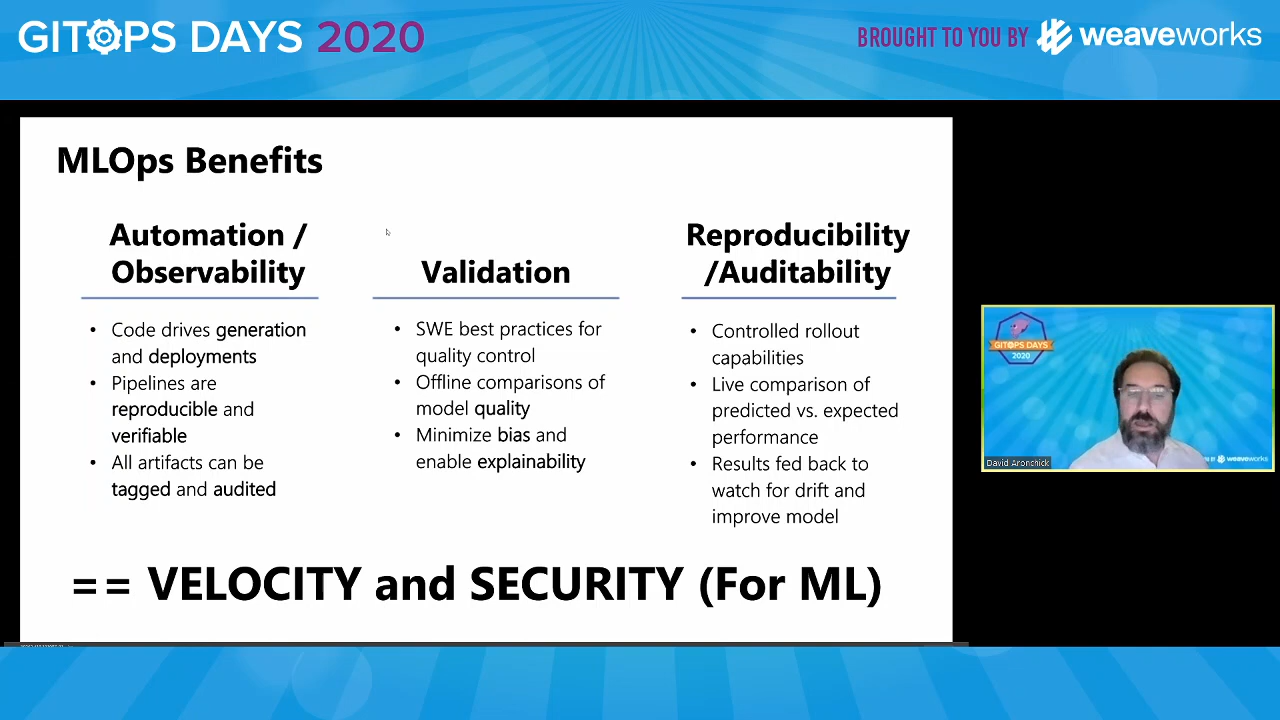 GITOPS DAYS 2020
BROUGHT TO YOU BY weaveworks
MLOps Benefits
Automation /
Observability
• Code drives generation
and deployments
• Pipelines are
reproducible and
verifiable
• All artifacts can be
tagged and audited
Validation
• SWE best practices for
quality control
• Offline comparisons of
model quality
• Minimize bias and
enable explainability
Reproducibility
/Auditability
• Controlled rollout
capabilities
• Live comparison of
predicted vs. expected
performance
• Results fed back to
watch for drift and
improve model
== VELOCITY and SECURITY (For ML)
GITOPS DAYS
2020
David Aronchick
weaveworks